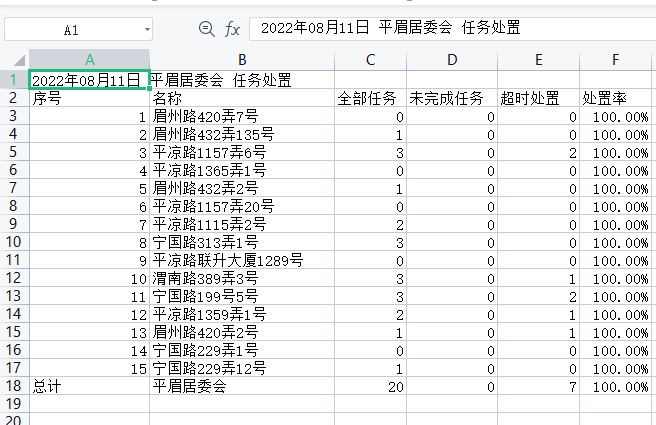 A1 fx 2022年08月11日 平眉居委会 任务处置
A B C D E F
1 2022年08月11日 平眉居委会 任务处置
2 序号 名称 全部任务 未完成任务 超时处置 处置率
3 1 眉州路420弄7号 0 0 0 100.00%
4 2 眉州路432弄135号 1 0 0 100.00%
5 3 平凉路1157弄6号 3 0 2 100.00%
6 4 平凉路1365弄1号 0 0 0 100.00%
7 5 眉州路432弄2号 1 0 0 100.00%
8 6 平凉路1157弄20号 0 0 0 100.00%
9 7 平凉路1115弄2号 2 0 0 100.00%
10 8 宁国路313弄1号 3 0 0 100.00%
11 9 平凉路联升大厦1289号 0 0 0 100.00%
12 10 渭南路389弄3号 3 0 1 100.00%
13 11 宁国路199号5号 3 0 2 100.00%
14 12 平凉路1359弄1号 2 0 1 100.00%
15 13 眉州路420弄2号 1 0 1 100.00%
16 14 宁国路229弄1号 0 0 0 100.00%
17 15 宁国路229弄12号 1 0 0 100.00%
18 总计 平眉居委会 20 0 7 100.00%
19
20